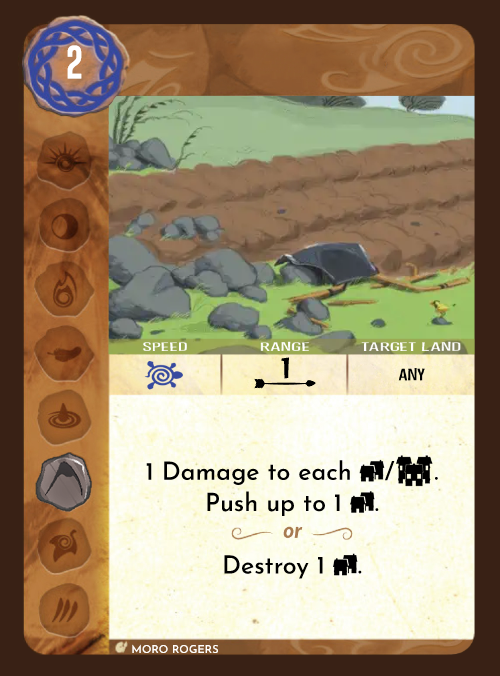 2
SPEED RANGE TARGET LAND
1 ANY
1 Damage to each / .
Push up to 1 .
or
Destroy 1 .
MORO ROGERS